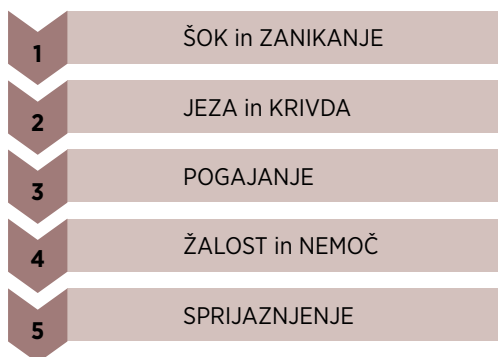 1 ŠOK in ZANIKANJE
2 JEZA in KRIVDA
3 POGAJANJE
4 ŽALOST in NEMOČ
5 SPRIJAZNJENJE